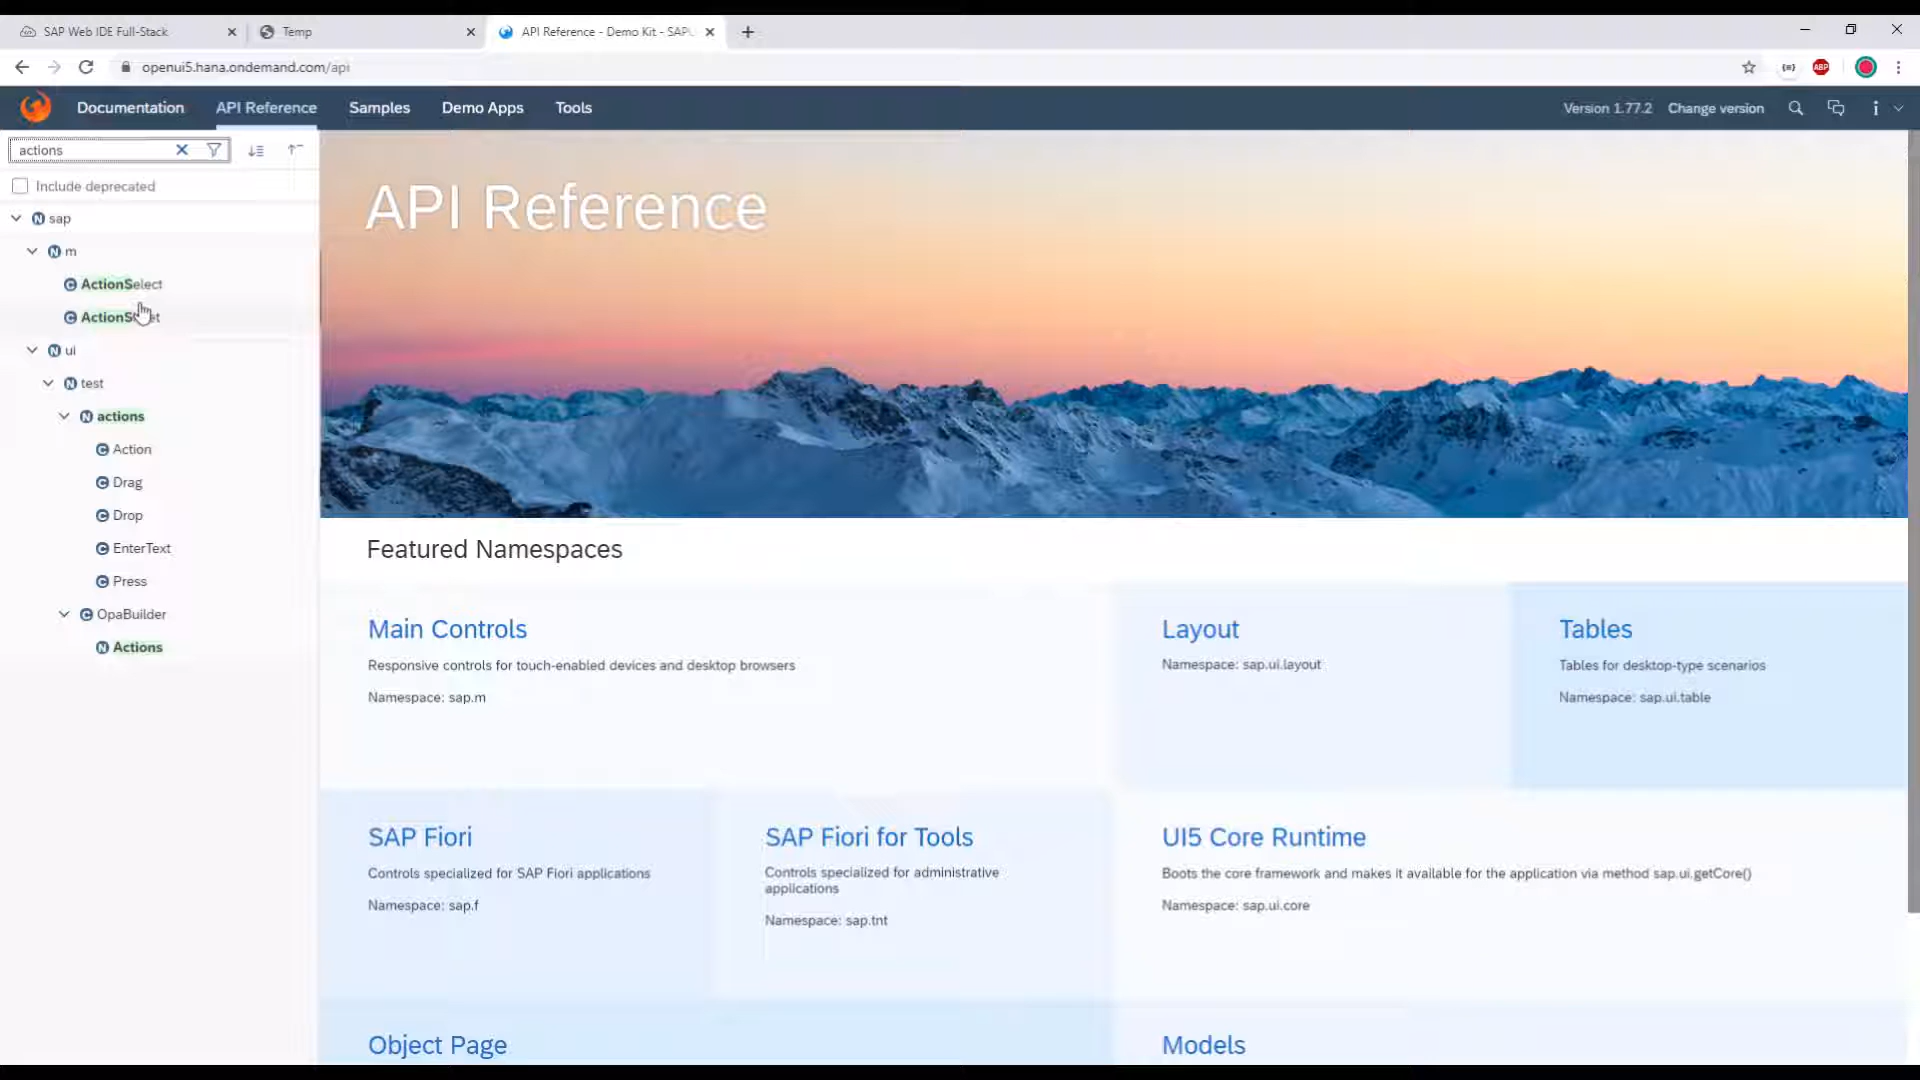 SAP Web IDE Full-Stack
Temp
API Reference - Demo Kit - SAPU
openui5.hana.ondemand.com/api
ABP
Documentation
API Reference
Samples
Demo Apps
Tools
Version 1.77.2
Change version
actions
Include deprecated
N sap
N m
C ActionSelect
C ActionS
N ui
N test
N actions
C Action
C Drag
C Drop
C EnterText
C Press
C OpaBuilder
N Actions
API Reference
Featured Namespaces
Main Controls
Responsive controls for touch-enabled devices and desktop browsers
Namespace: sap.m
Layout
Namespace: sap.ui.layout
Tables
Tables for desktop-type scenarios
Namespace: sap.ui.table
SAP Fiori
Controls specialized for SAP Fiori applications
Namespace: sap.f
SAP Fiori for Tools
Controls specialized for administrative
applications
Namespace: sap.tnt
UI5 Core Runtime
Boots the core framework and makes it available for the application via method sap.ui.getCore()
Namespace: sap.ui.core
Object Page
Models